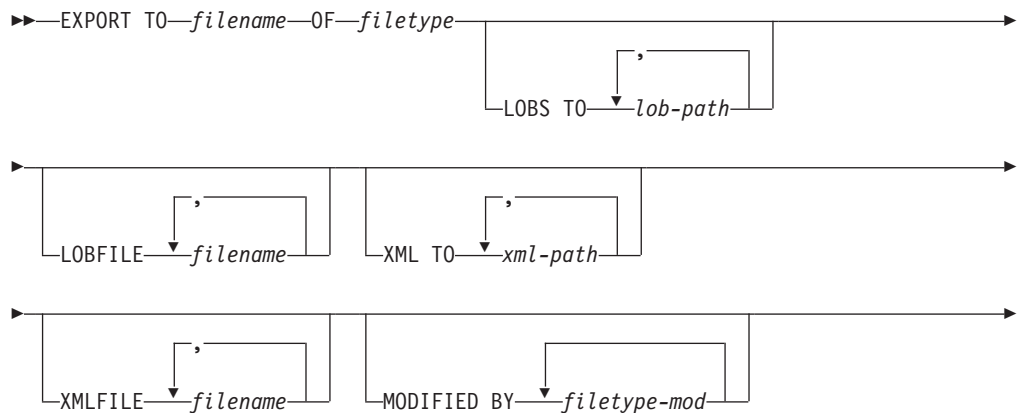 EXPORT TO filename OF filetype
,
LOBS TO lob-path
, ,
LOBFILE filename XML TO xml-path
,
XMLFILE filename MODIFIED BY filetype-mod